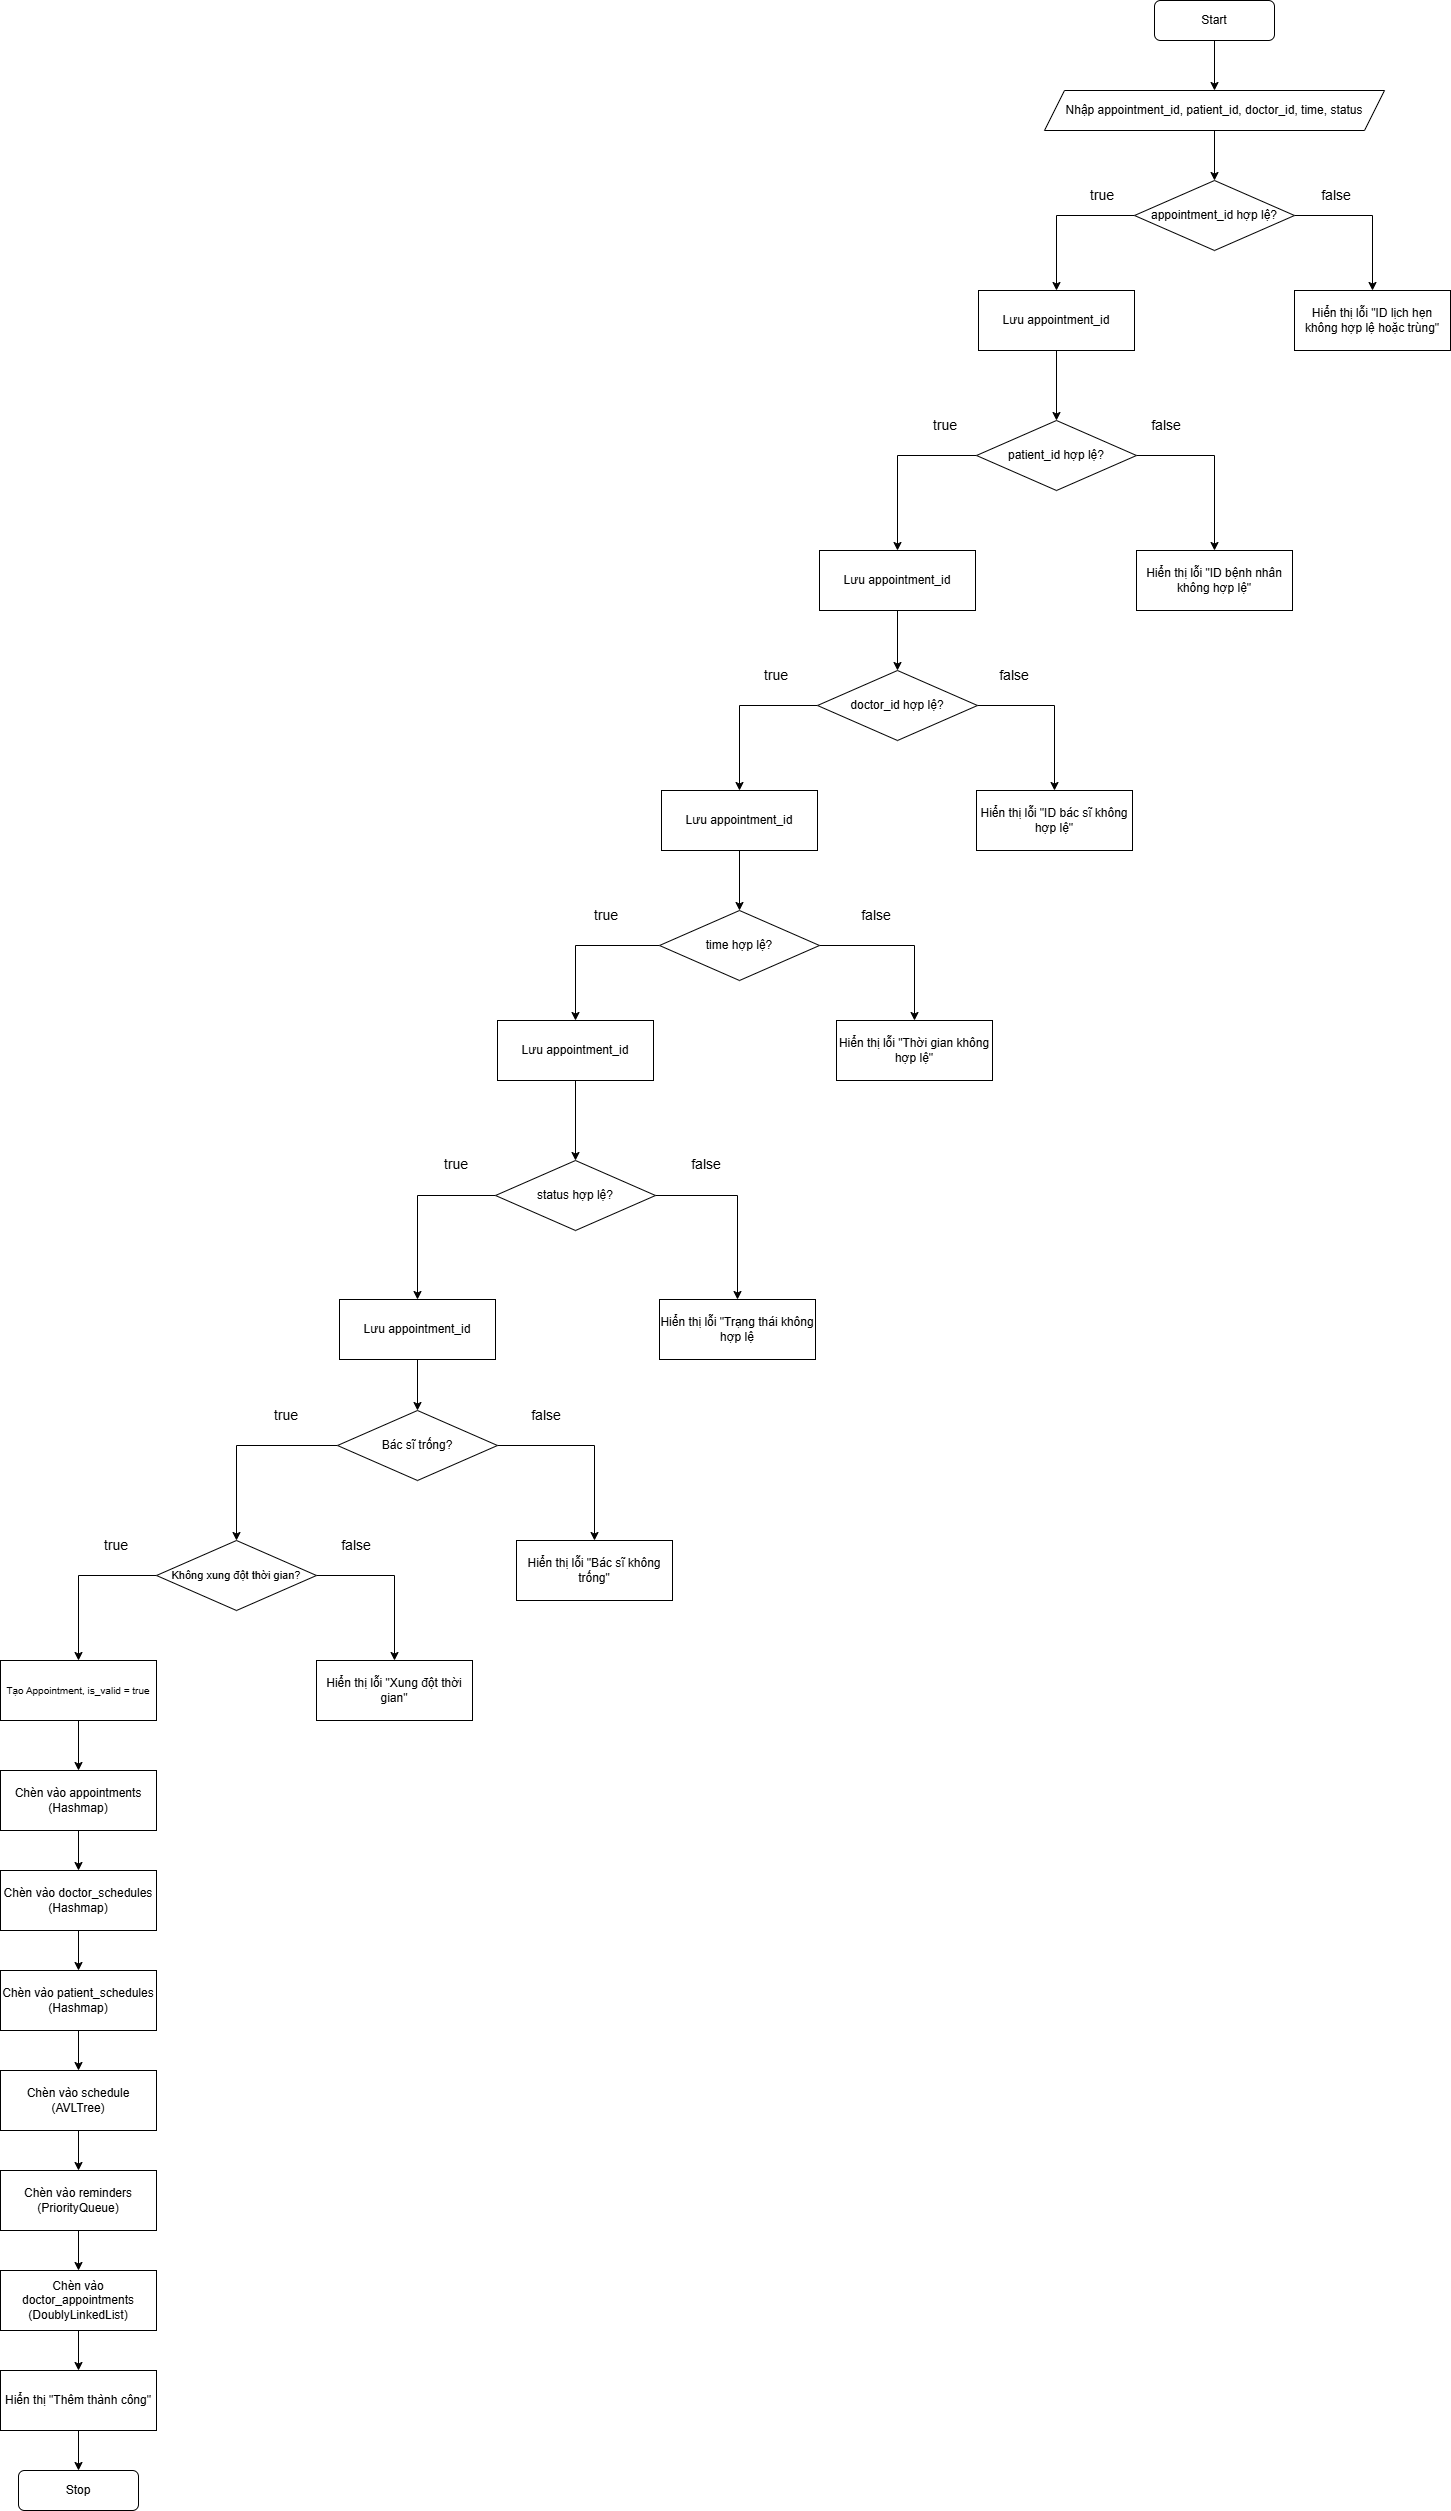 Start
Nhập appointment_id, patient_id, doctor_id, time, status
true
false
appointment_id hợp lệ?
Lưu appointment_id
Hiển thị lỗi "ID lịch hẹn
không hợp lệ hoặc trùng"
true
false
patient_id hợp lệ?
Lưu appointment_id
Hiển thị lỗi "ID bệnh nhân
không hợp lệ"
true
false
doctor_id hợp lệ?
Lưu appointment_id
Hiển thị lỗi "ID bác sĩ không
hợp lệ"
true
false
time hợp lệ?
Lưu appointment_id
Hiển thị lỗi "Thời gian không
hợp lệ"
true
false
status hợp lệ?
Lưu appointment_id
Hiển thị lỗi "Trạng thái không
hợp lệ
true
false
Bác sĩ trống?
true
false
Không xung đột thời gian?
Hiển thị lỗi "Bác sĩ không
trống"
Tạo Appointment, is_valid = true
Hiển thị lỗi "Xung đột thời
gian"
Chèn vào appointments
(Hashmap)
Chèn vào doctor_schedules
(Hashmap)
Chèn vào patient_schedules
(Hashmap)
Chèn vào schedule
(AVLTree)
Chèn vào reminders
(PriorityQueue)
Chèn vào
doctor_appointments
(DoublyLinkedList)
Hiển thị "Thêm thành công"
Stop